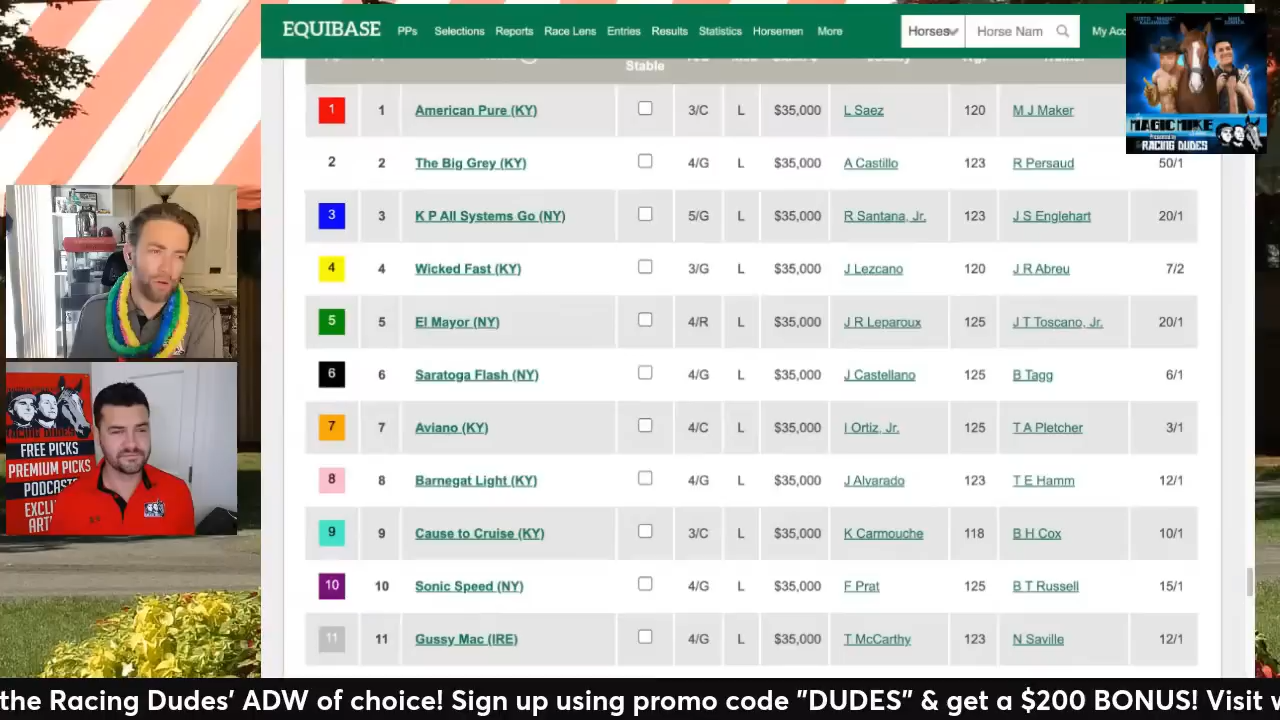 EQUIBASE PPs Selections Reports Race Lens Entries Results Statistics Horsemen More Horses Horse Nam My Acc
Stable
1 1 American Pure (KY) 3/C L $35,000 L Saez 120 M J Maker
2 2 The Big Grey (KY) 4/G L $35,000 A Castillo 123 R Persaud 50/1
3 3 K P All Systems Go (NY) 5/G L $35,000 R Santana, Jr. 123 J S Englehart 20/1
4 4 Wicked Fast (KY) 3/G L $35,000 J Lezcano 120 J R Abreu 7/2
5 5 El Mayor (NY) 4/R L $35,000 J R Leparoux 125 J T Toscano, Jr. 20/1
6 6 Saratoga Flash (NY) 4/G L $35,000 J Castellano 125 B Tagg 6/1
7 7 Aviano (KY) 4/C L $35,000 I Ortiz, Jr. 125 T A Pletcher 3/1
8 8 Barnegat Light (KY) 4/G L $35,000 J Alvarado 123 T E Hamm 12/1
9 9 Cause to Cruise (KY) 3/C L $35,000 K Carmouche 118 B H Cox 10/1
10 10 Sonic Speed (NY) 4/G L $35,000 F Prat 125 B T Russell 15/1
11 11 Gussy Mac (IRE) 4/G L $35,000 T McCarthy 123 N Saville 12/1
MAGIC MIKE
RACING DUDES
RACING DUDES
FREE PICKS
PREMIUM PICKS
PODCAST
EXCLU
ART
the Racing Dudes' ADW of choice! Sign up using promo code "DUDES" & get a $200 BONUS! Visit